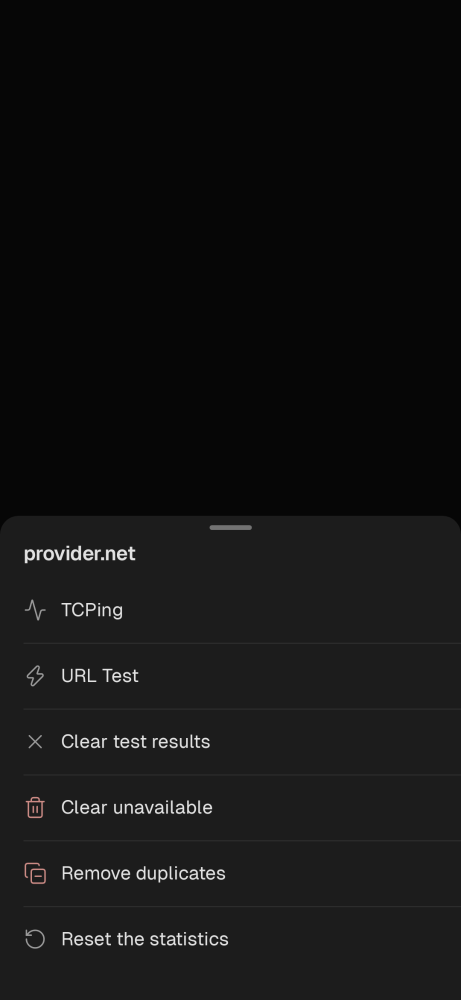 provider.net
TCPing
URL Test
Clear test results
Clear unavailable
Remove duplicates
Reset the statistics